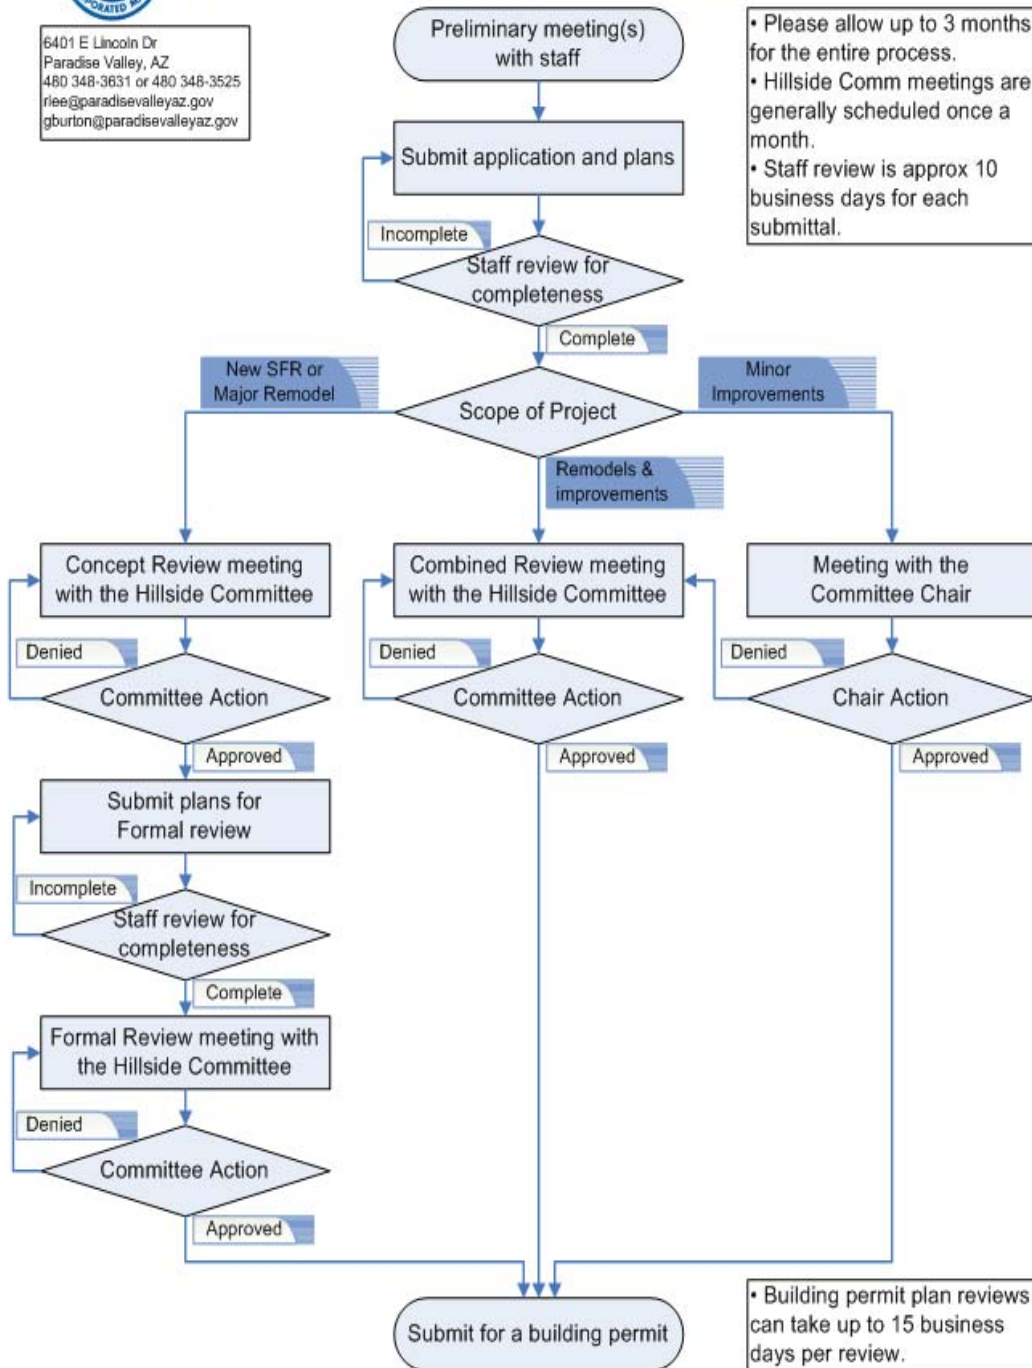 PORATED
6401 E Lincoln Dr
Paradise Valley, AZ
480 348-3631 or 480 348-3525
rlee@paradisevalleyaz.gov
gburton@paradisevalleyaz.gov
Preliminary meeting(s)
with staff
• Please allow up to 3 months
for the entire process.
• Hillside Comm meetings are
generally scheduled once a
month.
• Staff review is approx 10
business days for each
submittal.
Submit application and plans
Incomplete
Staff review for
completeness
Complete
New SFR or
Major Remodel
Scope of Project
Minor
Improvements
Remodels &
improvements
Concept Review meeting
with the Hillside Committee
Combined Review meeting
with the Hillside Committee
Meeting with the
Committee Chair
Denied
Denied
Denied
Committee Action
Committee Action
Chair Action
Approved
Approved
Approved
Submit plans for
Formal review
Incomplete
Staff review for
completeness
Complete
Formal Review meeting with
the Hillside Committee
Denied
Committee Action
Approved
Submit for a building permit
• Building permit plan reviews
can take up to 15 business
days per review.